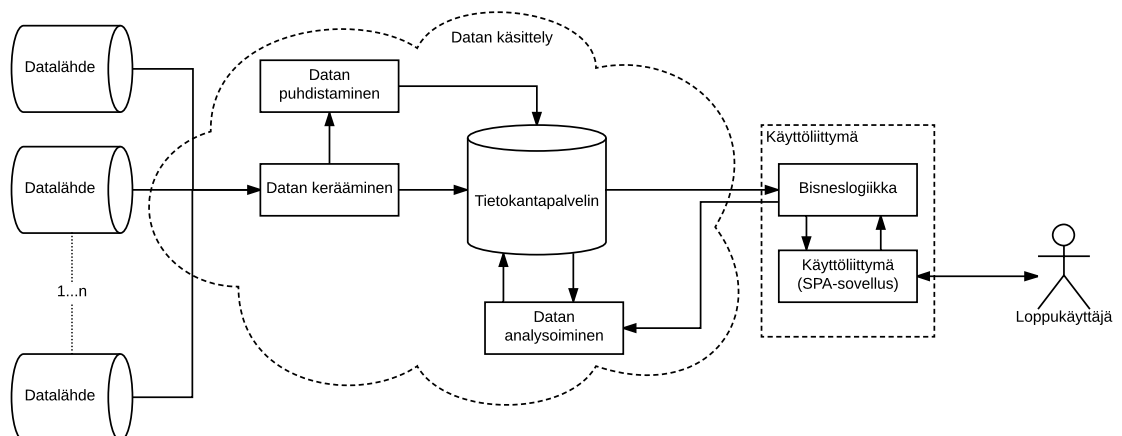 Datan käsittely
Datalähde
Datan
puhdistaminen
Käyttöliittymä
Datalähde
Datan kerääminen
Tietokantapalvelin
Bisneslogiikka
Käyttöliittymä
(SPA-sovellus)
1...n
Loppukäyttäjä
Datan
analysoiminen
Datalähde